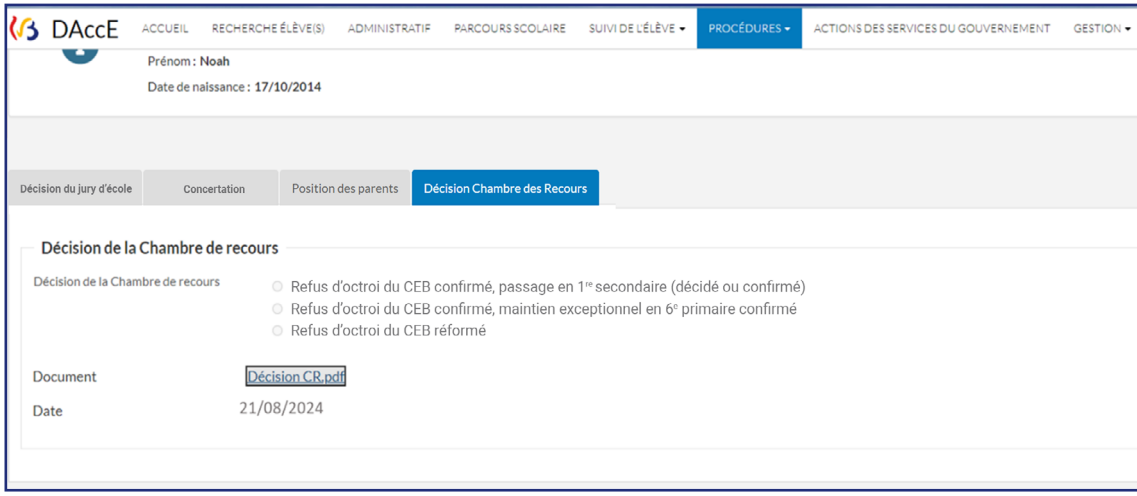 DAccE ACCUEIL RECHERCHE ÉLÈVE(S) ADMINISTRATIF PARCOURS SCOLAIRE SUIVI DE L'ÉLÈVE PROCÉDURES ACTIONS DES SERVICES DU GOUVERNEMENT GESTION
Prénom : Noah
Date de naissance : 17/10/2014
Décision du jury d'école Concertation Position des parents Décision Chambre des Recours
Décision de la Chambre de recours
Décision de la Chambre de recours
Refus d'octroi du CEB confirmé, passage en 1re secondaire (décidé ou confirmé)
Refus d'octroi du CEB confirmé, maintien exceptionnel en 6e primaire confirmé
Refus d'octroi du CEB réformé
Document Décision CR.pdf
Date 21/08/2024